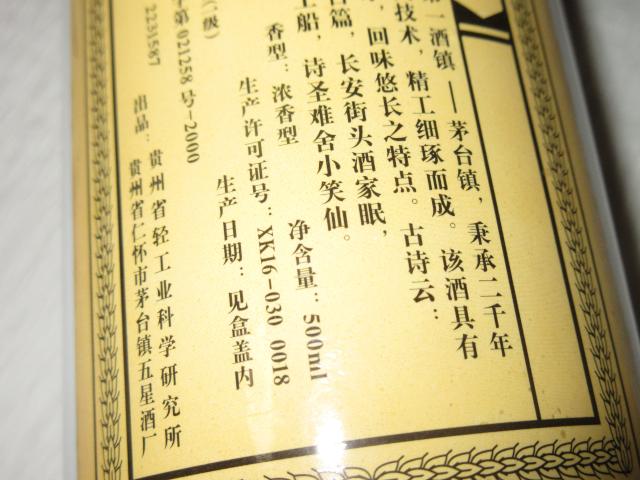 一酒镇——茅台镇，秉承二千年
技术，精工细琢而成。该酒具有
，回味悠长之特点。古诗云：
篇，长安街头酒家眠，
上船，诗圣难舍小笑仙。
香型：浓香型 净含量：500ml
生产许可证号：XK16-030 0018
级） 生产日期：见盒盖内
第 021258 号-2000
2231587
出品：贵州省轻工业科学研究所
贵州省仁怀市茅台镇五星酒厂